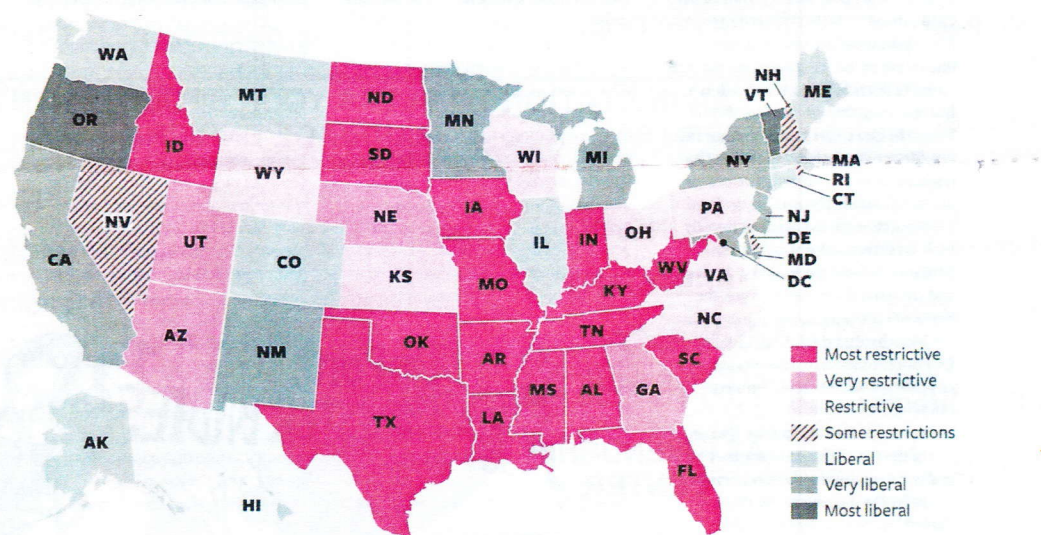 WA
NH
VT
ME
MT
ND
MN
OR
ID
SD
WI
MI
NY
MA
RI
CT
WY
IA
NE
PA
NJ
NV
UT
IL
IN
OH
DE
MD
CA
CO
KS
MO
WV
VA
DC
KY
NC
AZ
NM
OK
AR
TN
SC
MS
AL
GA
TX
LA
AK
FL
HI
Most restrictive
Very restrictive
Restrictive
Some restrictions
Liberal
Very liberal
Most liberal